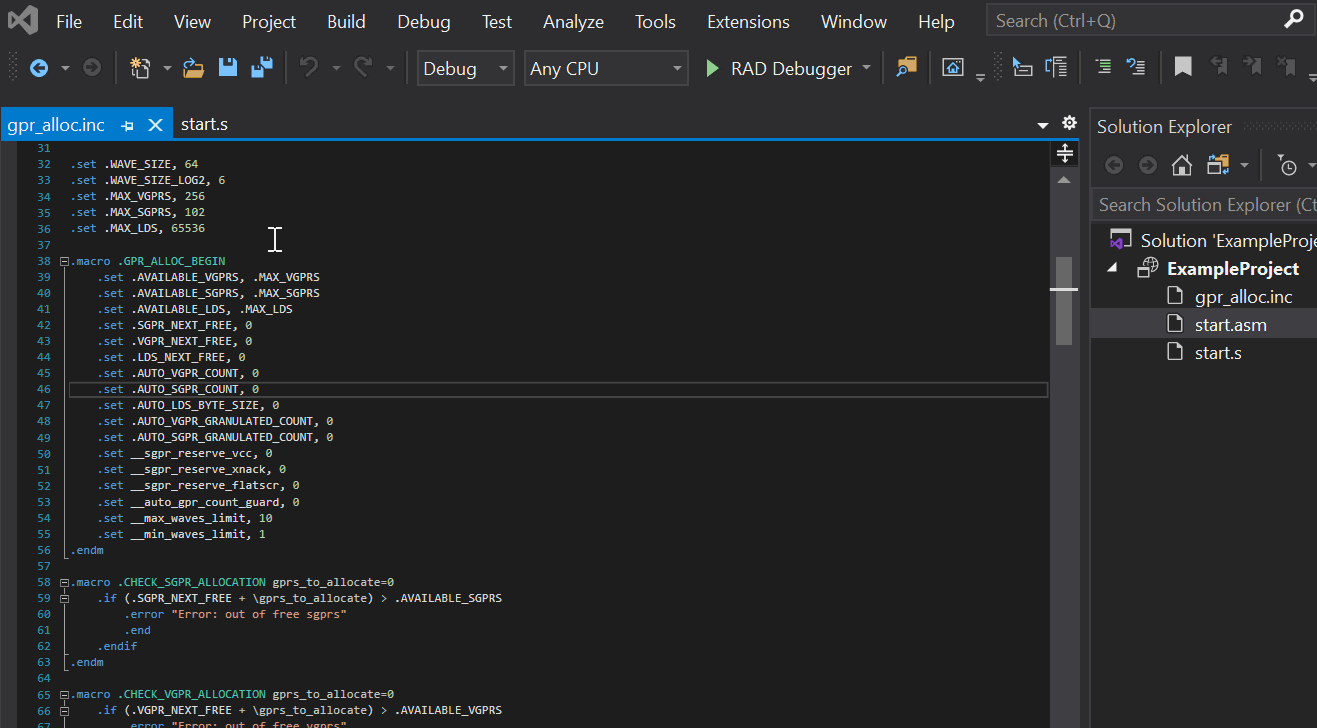 File Edit View Project Build Debug Test Analyze Tools Extensions Window Help Search (Ctrl+Q)
Debug Any CPU RAD Debugger
gpr_alloc.inc start.s
Solution Explorer
Search Solution Explorer (Ct
Solution 'ExampleProje
ExampleProject
gpr_alloc.inc
start.asm
start.s
31
32 .set .WAVE_SIZE, 64
33 .set .WAVE_SIZE_LOG2, 6
34 .set .MAX_VGPRS, 256
35 .set .MAX_SGPRS, 102
36 .set .MAX_LDS, 65536
37
38 .macro .GPR_ALLOC_BEGIN
39 .set .AVAILABLE_VGPRS, .MAX_VGPRS
40 .set .AVAILABLE_SGPRS, .MAX_SGPRS
41 .set .AVAILABLE_LDS, .MAX_LDS
42 .set .SGPR_NEXT_FREE, 0
43 .set .VGPR_NEXT_FREE, 0
44 .set .LDS_NEXT_FREE, 0
45 .set .AUTO_VGPR_COUNT, 0
46 .set .AUTO_SGPR_COUNT, 0
47 .set .AUTO_LDS_BYTE_SIZE, 0
48 .set .AUTO_VGPR_GRANULATED_COUNT, 0
49 .set .AUTO_SGPR_GRANULATED_COUNT, 0
50 .set __sgpr_reserve_vcc, 0
51 .set __sgpr_reserve_xnack, 0
52 .set __sgpr_reserve_flatscr, 0
53 .set __auto_gpr_count_guard, 0
54 .set __max_waves_limit, 10
55 .set __min_waves_limit, 1
56 .endm
57
58 .macro .CHECK_SGPR_ALLOCATION gprs_to_allocate=0
59 .if (.SGPR_NEXT_FREE + \gprs_to_allocate) > .AVAILABLE_SGPRS
60 .error "Error: out of free sgprs"
61 .end
62 .endif
63 .endm
64
65 .macro .CHECK_VGPR_ALLOCATION gprs_to_allocate=0
66 .if (.VGPR_NEXT_FREE + \gprs_to_allocate) > .AVAILABLE_VGPRS
67 .error "Error: out of free vgprs"